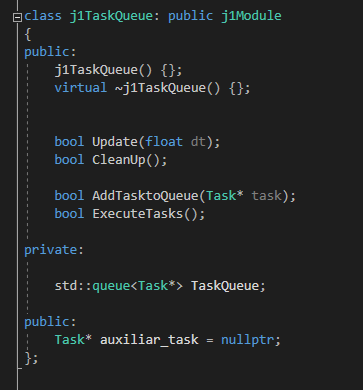 class j1TaskQueue: public j1Module
{
public:
j1TaskQueue() {};
virtual ~j1TaskQueue() {};
bool Update(float dt);
bool CleanUp();
bool AddTasktoQueue(Task* task);
bool ExecuteTasks();
private:
std::queue<Task*> TaskQueue;
public:
Task* auxiliar_task = nullptr;
};